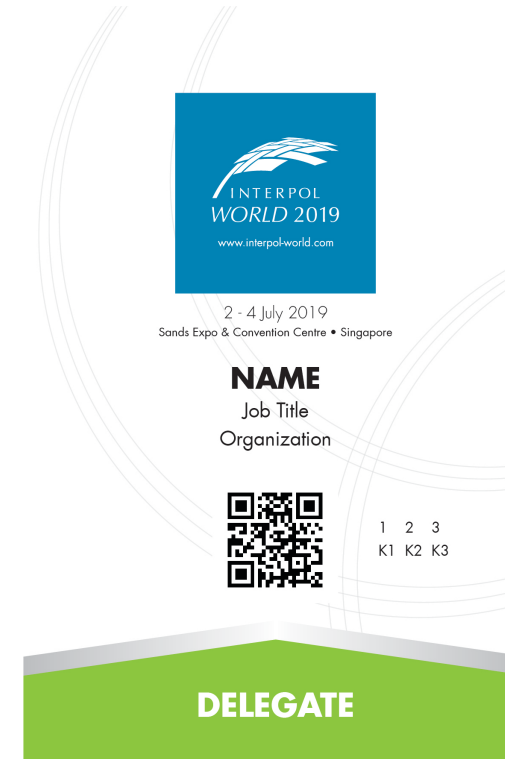 INTERPOL
WORLD 2019
www.interpol-world.com
2 - 4 July 2019
Sands Expo & Convention Centre • Singapore
NAME
Job Title
Organization
1 2 3
K1 K2 K3
DELEGATE